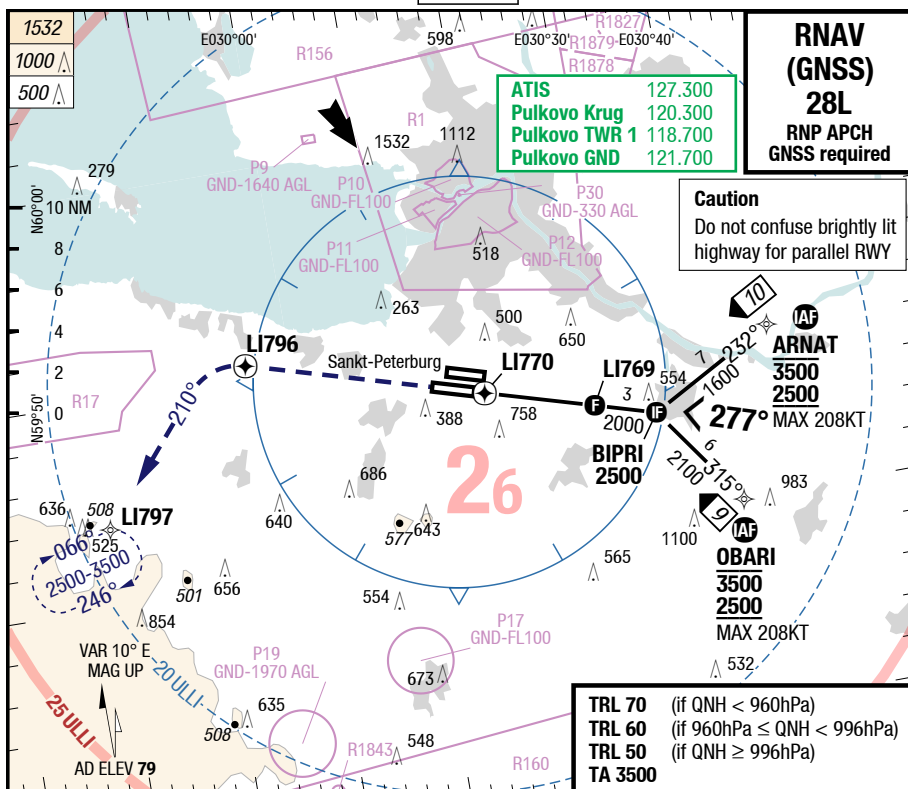 1532
1000
500
E030°00'
598
E030°30'
R1827
E030°40'
R1879
R1878
R156
RNAV
(GNSS)
28L
RNP APCH
GNSS required
ATIS 127.300
Pulkovo Krug 120.300
Pulkovo TWR 1 118.700
Pulkovo GND 121.700
R1
1532
1112
P9
GND-1640 AGL
279
P10
GND-FL100
P30
GND-330 AGL
Caution
Do not confuse brightly lit
highway for parallel RWY
N60°00'
10 NM
8
6
4
2
0
N59°50'
P11
GND-FL100
P12
GND-FL100
518
263
500
650
10
IAF
ARNAT
3500
2500
MAX 208KT
7
232°
1600
LI796
Sankt-Peterburg
LI770
LI769
554
R17
210°
388
758
F
3
2000
IF
BIPRI
2500
277°
6
315°
2100
9
IAF
OBARI
3500
2500
MAX 208KT
983
1100
26
686
640
577
643
636
508
LI797
525
066°
2500-3500
246°
501
656
554
565
854
VAR 10° E
MAG UP
P19
GND-1970 AGL
P17
GND-FL100
673
532
20 ULLI
25 ULLI
508
635
AD ELEV 79
R1843
548
R160
TRL 70 (if QNH < 960hPa)
TRL 60 (if 960hPa ≤ QNH < 996hPa)
TRL 50 (if QNH ≥ 996hPa)
TA 3500